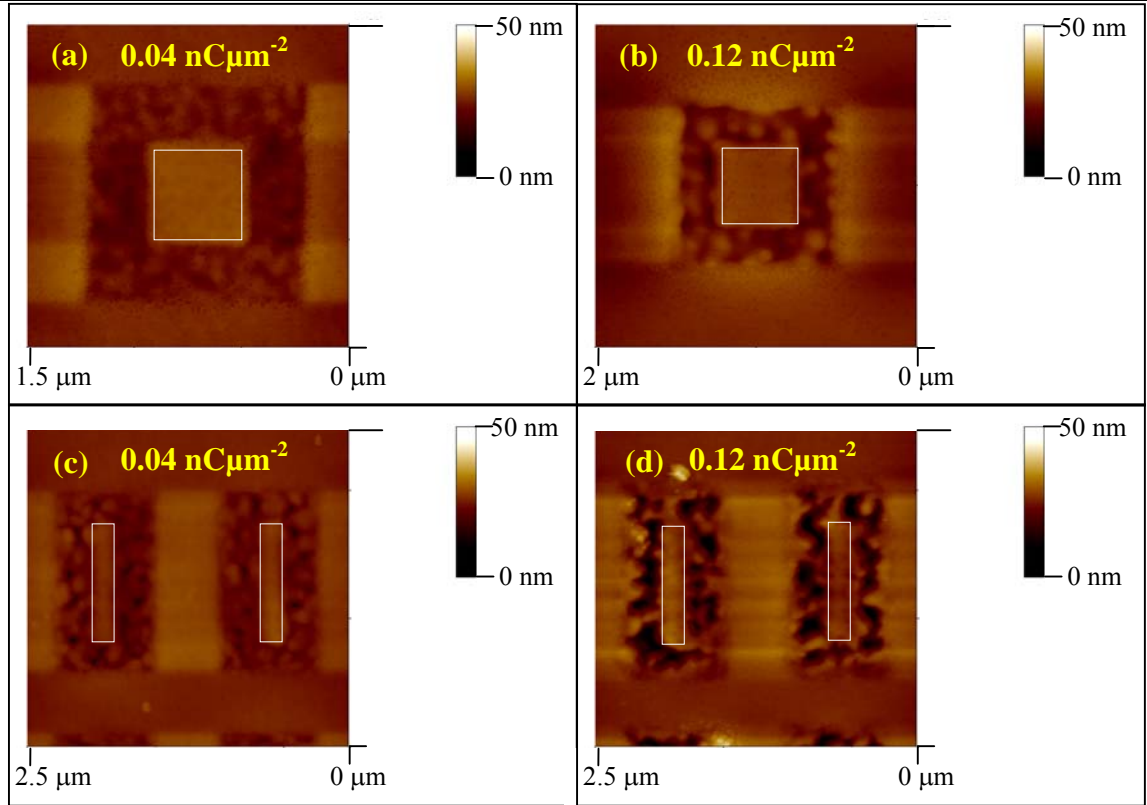 (a) 0.04 nCµm-2
50 nm
0 nm
1.5 µm
0 µm
(b) 0.12 nCµm-2
50 nm
0 nm
2 µm
0 µm
(c) 0.04 nCµm-2
50 nm
0 nm
2.5 µm
0 µm
(d) 0.12 nCµm-2
50 nm
0 nm
2.5 µm
0 µm